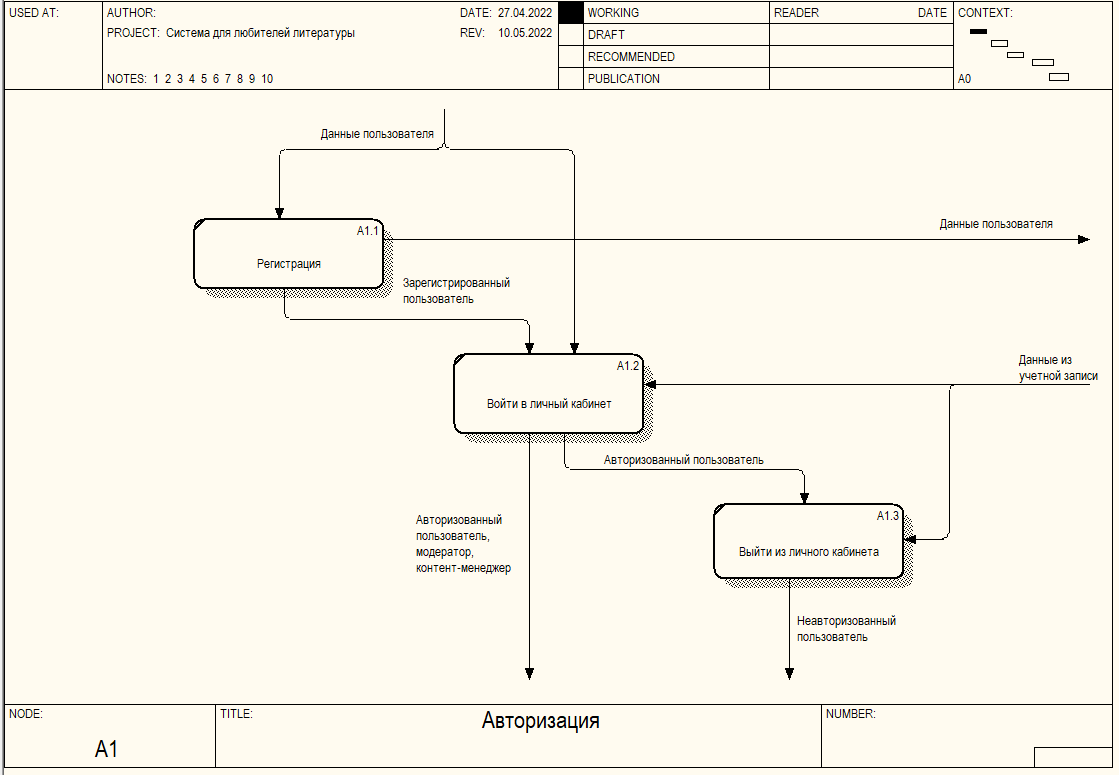 USED AT:
AUTHOR:
DATE: 27.04.2022
PROJECT: Система для любителей литературы
REV: 10.05.2022
NOTES: 1 2 3 4 5 6 7 8 9 10
WORKING
DRAFT
RECOMMENDED
PUBLICATION
READER
DATE
CONTEXT:
A0
Данные пользователя
A1.1
Регистрация
Данные пользователя
Зарегистрированный
пользователь
A1.2
Войти в личный кабинет
Данные из
учетной записи
Авторизованный пользователь
A1.3
Выйти из личного кабинета
Авторизованный
пользователь,
модератор,
контент-менеджер
Неавторизованный
пользователь
NODE:
A1
TITLE:
Авторизация
NUMBER: